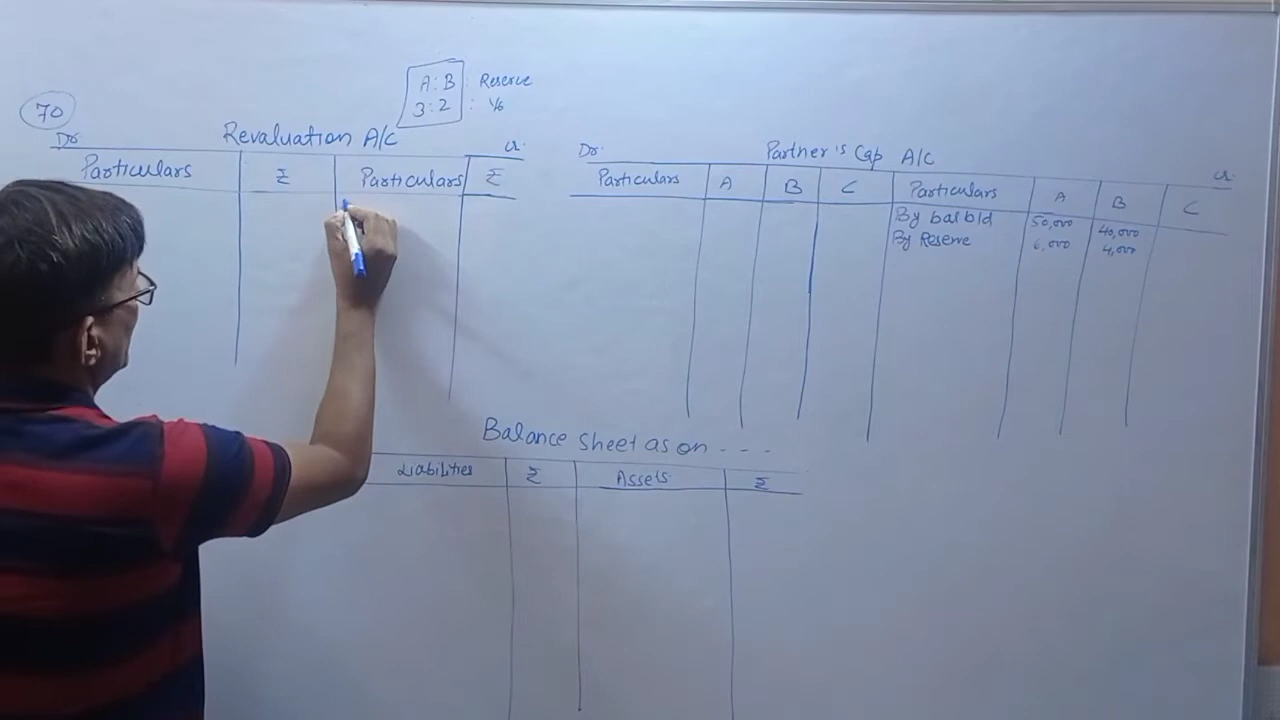 70
A : B : Reserve
3 : 2 : 1/6
Revaluation A/C
Dr. Cr.
Particulars ₹ Particulars ₹
Partner's Cap A/C
Dr. Cr.
Particulars A B C Particulars A B C
By bal b/d 50,000 40,000
By Reserve 6,000 4,000
Balance Sheet as on - - -
Liabilities ₹ Assets ₹